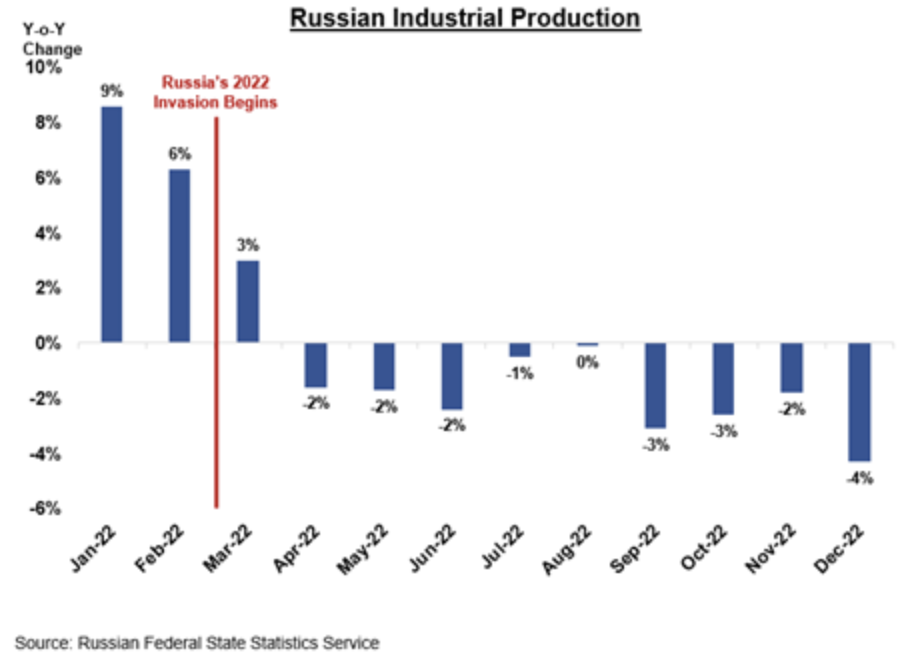 Russian Industrial Production
Y-o-Y
Change
10%
8%
6%
4%
2%
0%
-2%
-4%
-6%
Russia's 2022
Invasion Begins
9%
6%
3%
-2%
-2%
-2%
-1%
0%
-3%
-3%
-2%
-4%
Jan-22
Feb-22
Mar-22
Apr-22
May-22
Jun-22
Jul-22
Aug-22
Sep-22
Oct-22
Nov-22
Dec-22
Source: Russian Federal State Statistics Service